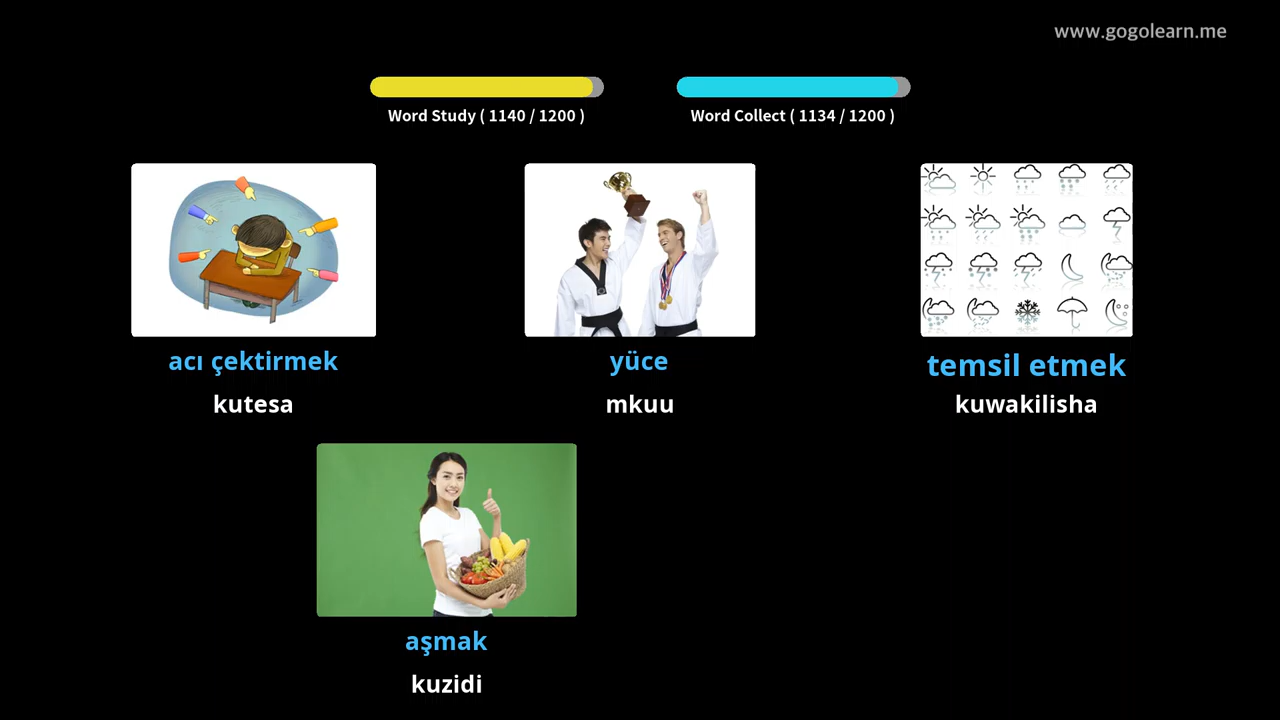 www.gogolearn.me
Word Study ( 1140 / 1200 )
Word Collect ( 1134 / 1200 )
acı çektirmek
yüce
temsil etmek
kutesa
mkuu
kuwakilisha
aşmak
kuzidi